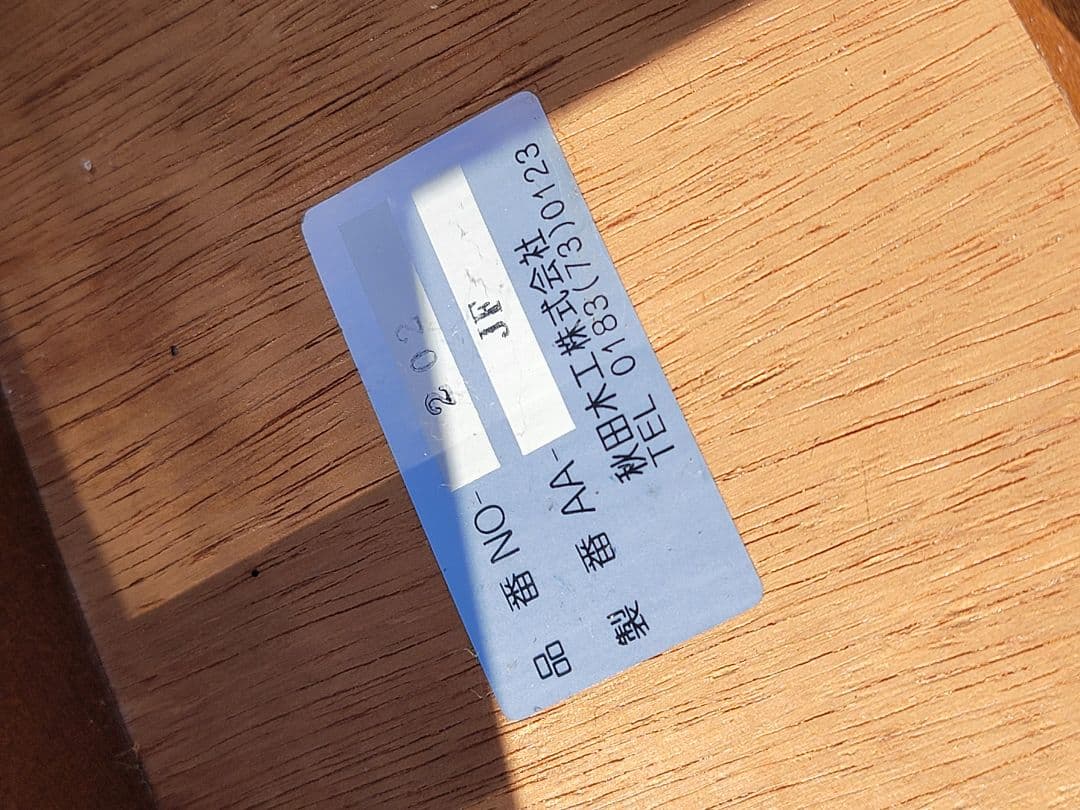 品 番 NO- 202
製 番 AA- JF
秋田木工株式会社
TEL 0183(73)0123